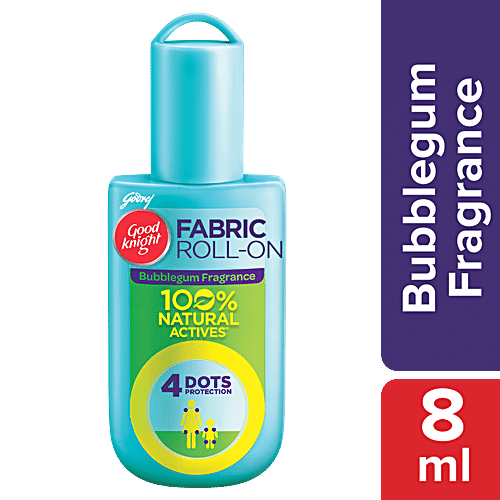 Godrej
Good
knight
FABRIC
ROLL-ON
Bubblegum Fragrance
100%
NATURAL
ACTIVES*
4 DOTS
PROTECTION
Bubblegum
Fragrance
8
ml